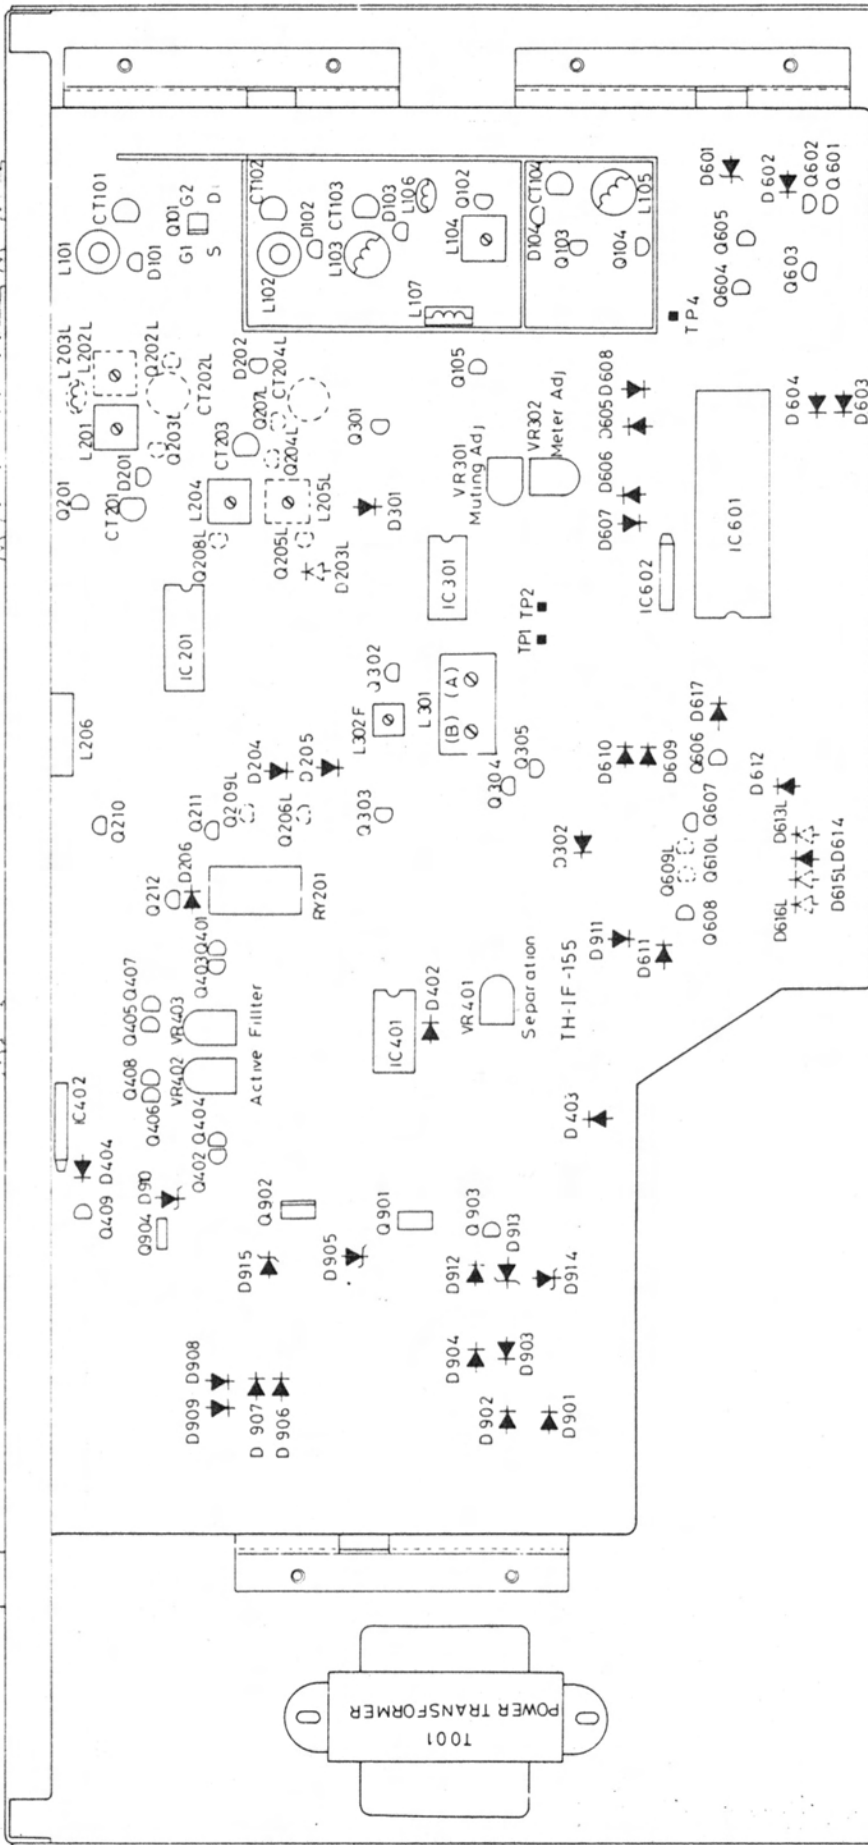 L101
CT101
D101
Q101
G1
G2
S
D
CT102
L102
D102
CT103
L103
D103
L106
Q102
L104
L107
CT104
D104
Q103
L105
Q104
D601
D602
Q602
Q601
Q605
Q604
Q603
TP4
L203L
L202L
Q202L
L201
CT202L
Q203L
D202
CT204L
Q207L
CT203
Q204L
Q201
D201
CT201
L204
L205L
Q208L
Q205L
D203L
Q301
D301
Q105
VR301
Muting Adj
VR302
Meter Adj
D608
D605
D606
D607
D604
D603
IC601
IC602
IC201
IC301
TP1 TP2
L206
Q302
L302F
L301
(B) (A)
D204
D205
Q304
Q305
D610
D609
D617
Q606
D612
Q210
Q211
Q209L
Q206L
Q303
D302
Q607
Q609L
Q610L
D613L
D614
D615L
D616L
Q608
Q212
D206
RY201
D911
D611
Q401
Q403
Q407
Q405
VR403
VR402
Active Fillter
Q408
Q406
Q404
Q402
IC402
D404
Q409
IC401
D402
VR401
Separation
TH-IF-155
D403
D910
Q904
Q902
Q901
Q903
D915
D905
D912
D913
D914
D904
D903
D902
D901
D908
D909
D907
D906
T001
POWER TRANSFORMER